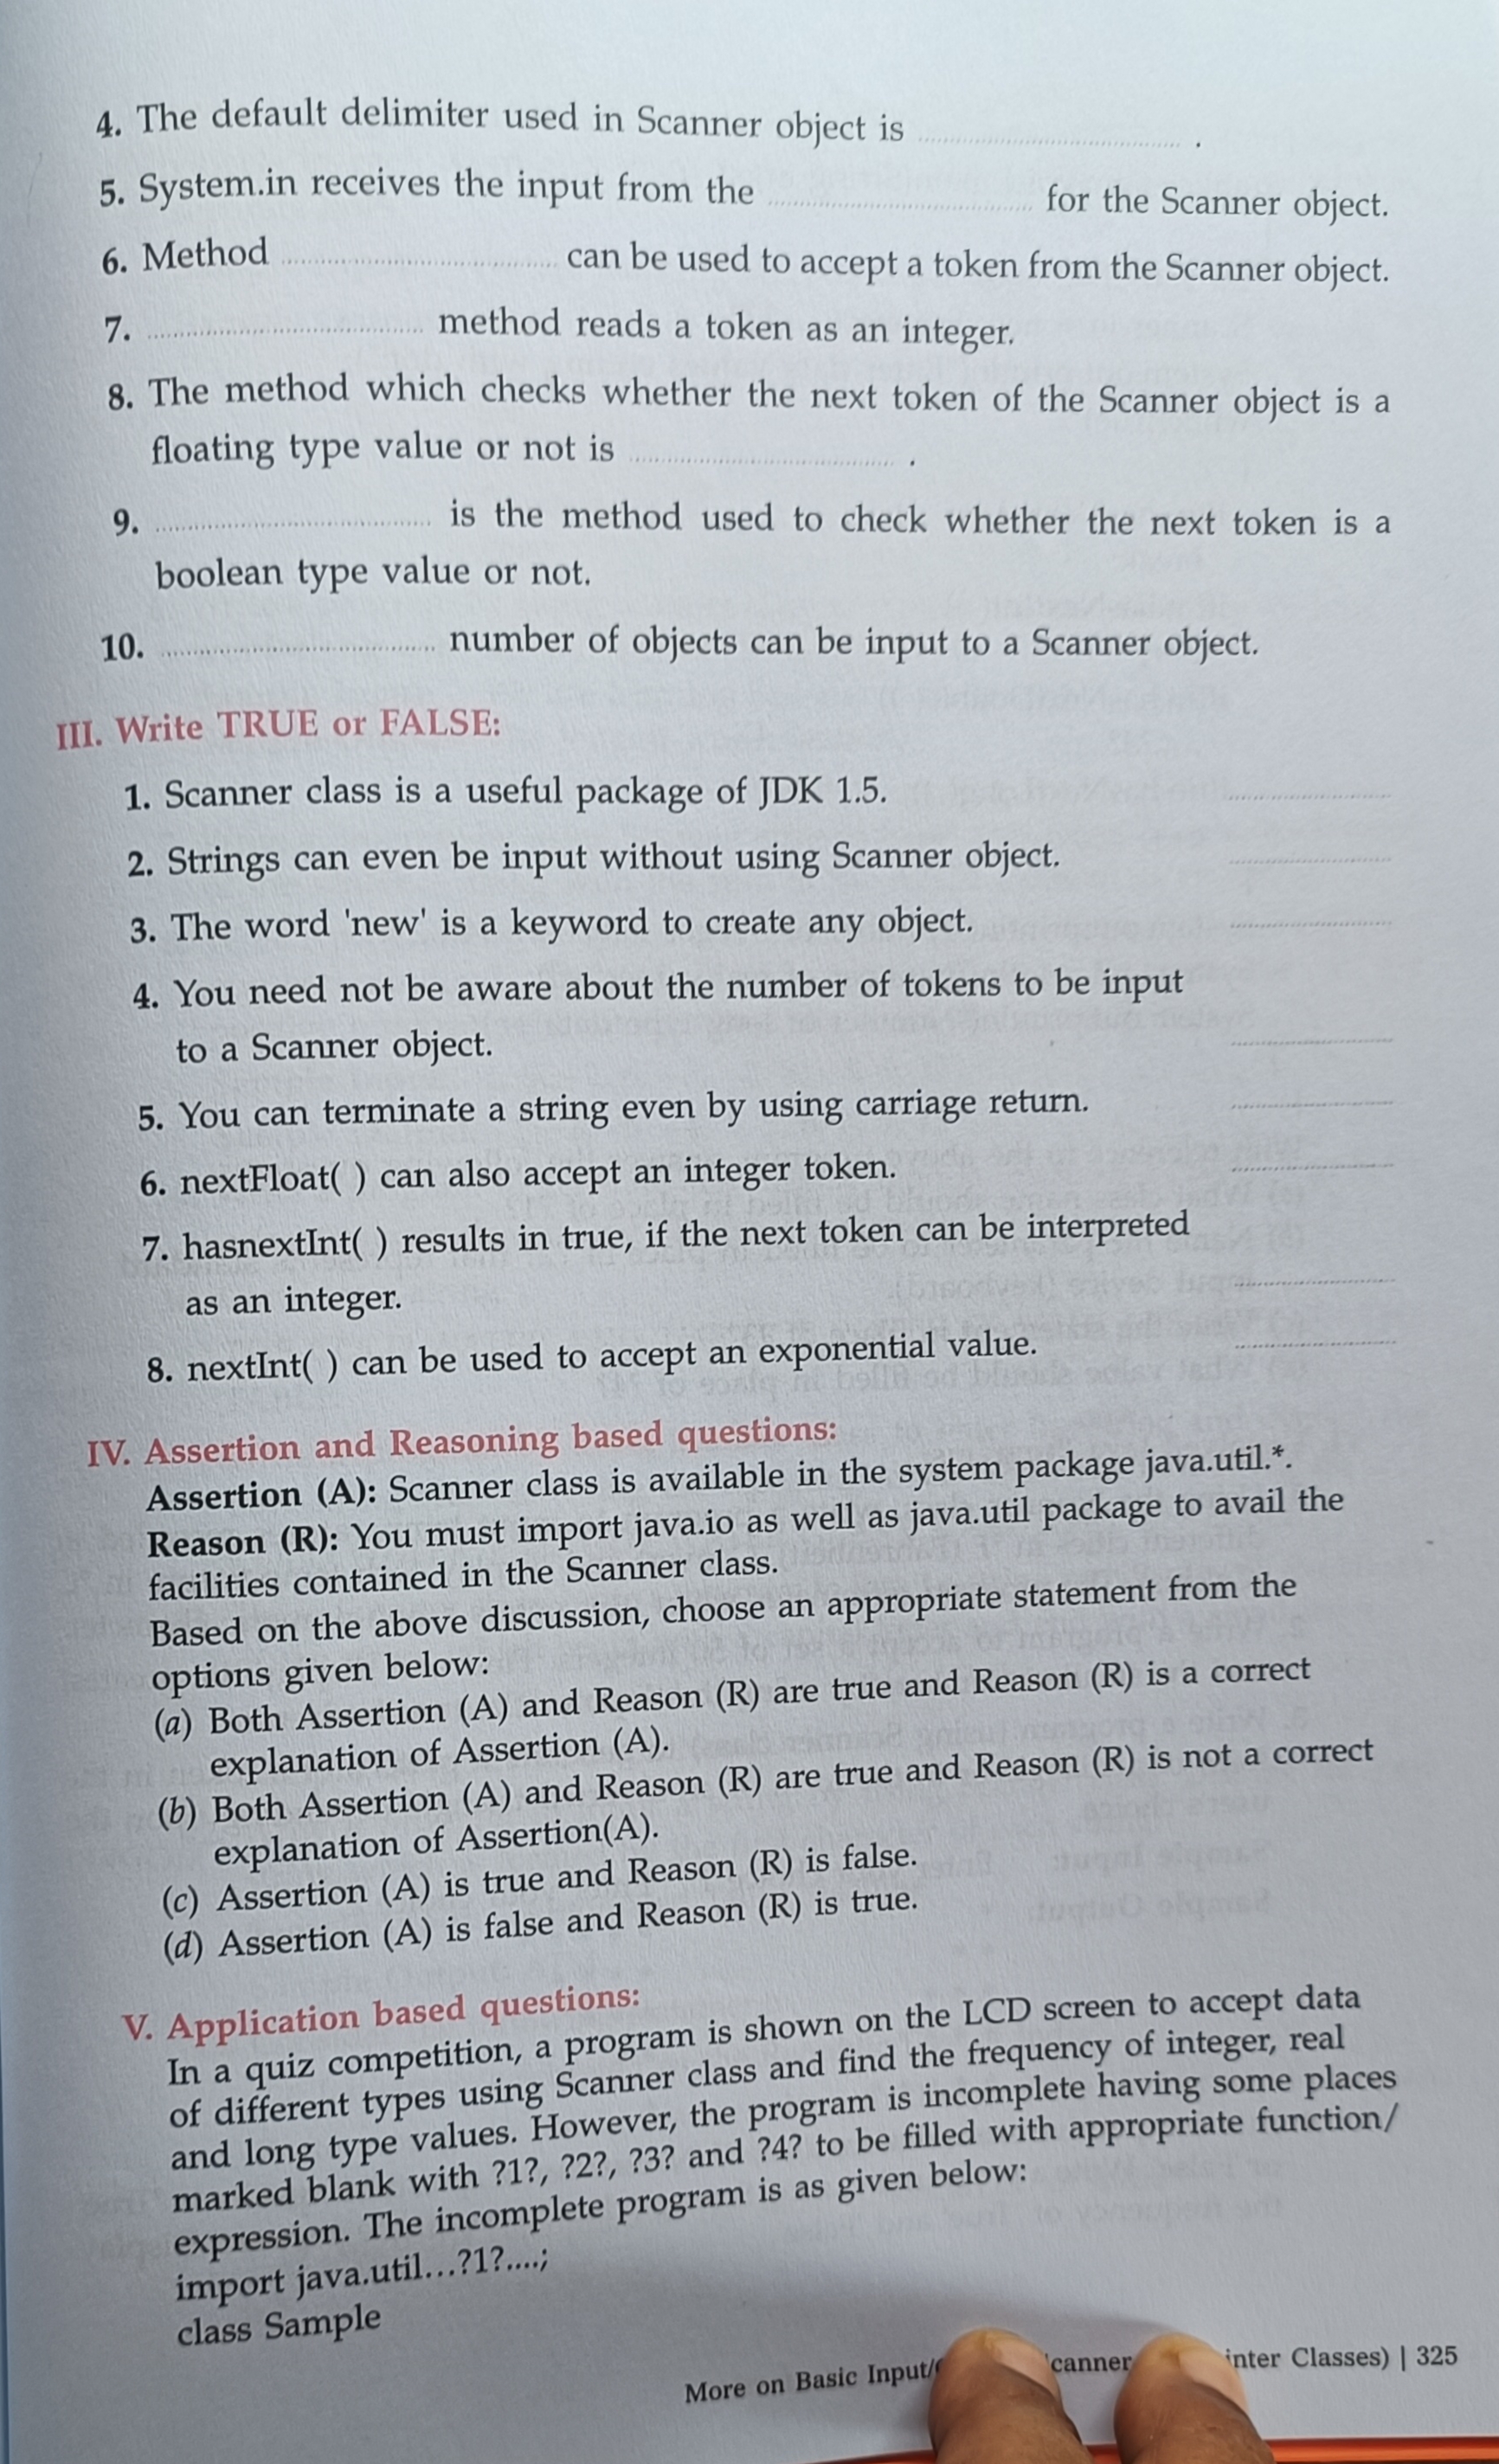 4. The default delimiter used in Scanner object is .............................. .
5. System.in receives the input from the .............................. for the Scanner object.
6. Method .............................. can be used to accept a token from the Scanner object.
7. .............................. method reads a token as an integer.
8. The method which checks whether the next token of the Scanner object is a
floating type value or not is .............................. .
9. .............................. is the method used to check whether the next token is a
boolean type value or not.
10. .............................. number of objects can be input to a Scanner object.
III. Write TRUE or FALSE:
1. Scanner class is a useful package of JDK 1.5. ..................
2. Strings can even be input without using Scanner object. ..................
3. The word 'new' is a keyword to create any object. ..................
4. You need not be aware about the number of tokens to be input
to a Scanner object. ..................
5. You can terminate a string even by using carriage return. ..................
6. nextFloat( ) can also accept an integer token. ..................
7. hasnextInt( ) results in true, if the next token can be interpreted
as an integer. ..................
8. nextInt( ) can be used to accept an exponential value. ..................
IV. Assertion and Reasoning based questions:
Assertion (A): Scanner class is available in the system package java.util.*.
Reason (R): You must import java.io as well as java.util package to avail the
facilities contained in the Scanner class.
Based on the above discussion, choose an appropriate statement from the
options given below:
(a) Both Assertion (A) and Reason (R) are true and Reason (R) is a correct
explanation of Assertion (A).
(b) Both Assertion (A) and Reason (R) are true and Reason (R) is not a correct
explanation of Assertion(A).
(c) Assertion (A) is true and Reason (R) is false.
(d) Assertion (A) is false and Reason (R) is true.
V. Application based questions:
In a quiz competition, a program is shown on the LCD screen to accept data
of different types using Scanner class and find the frequency of integer, real
and long type values. However, the program is incomplete having some places
marked blank with ?1?, ?2?, ?3? and ?4? to be filled with appropriate function/
expression. The incomplete program is as given below:
import java.util...?1?....;
class Sample
More on Basic Input/ canner inter Classes) | 325